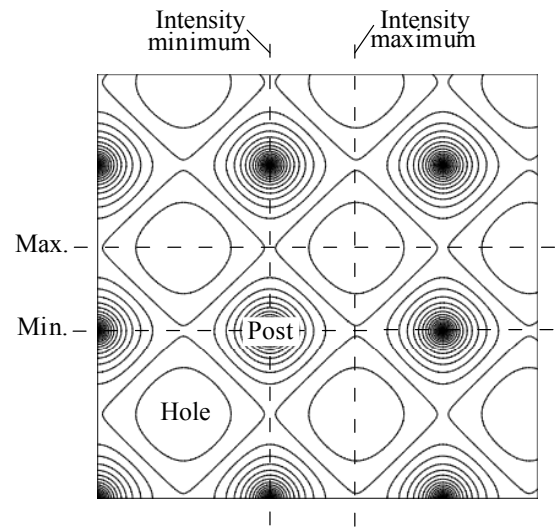 Intensity
minimum
Intensity
maximum
Max.
Min.
Post
Hole